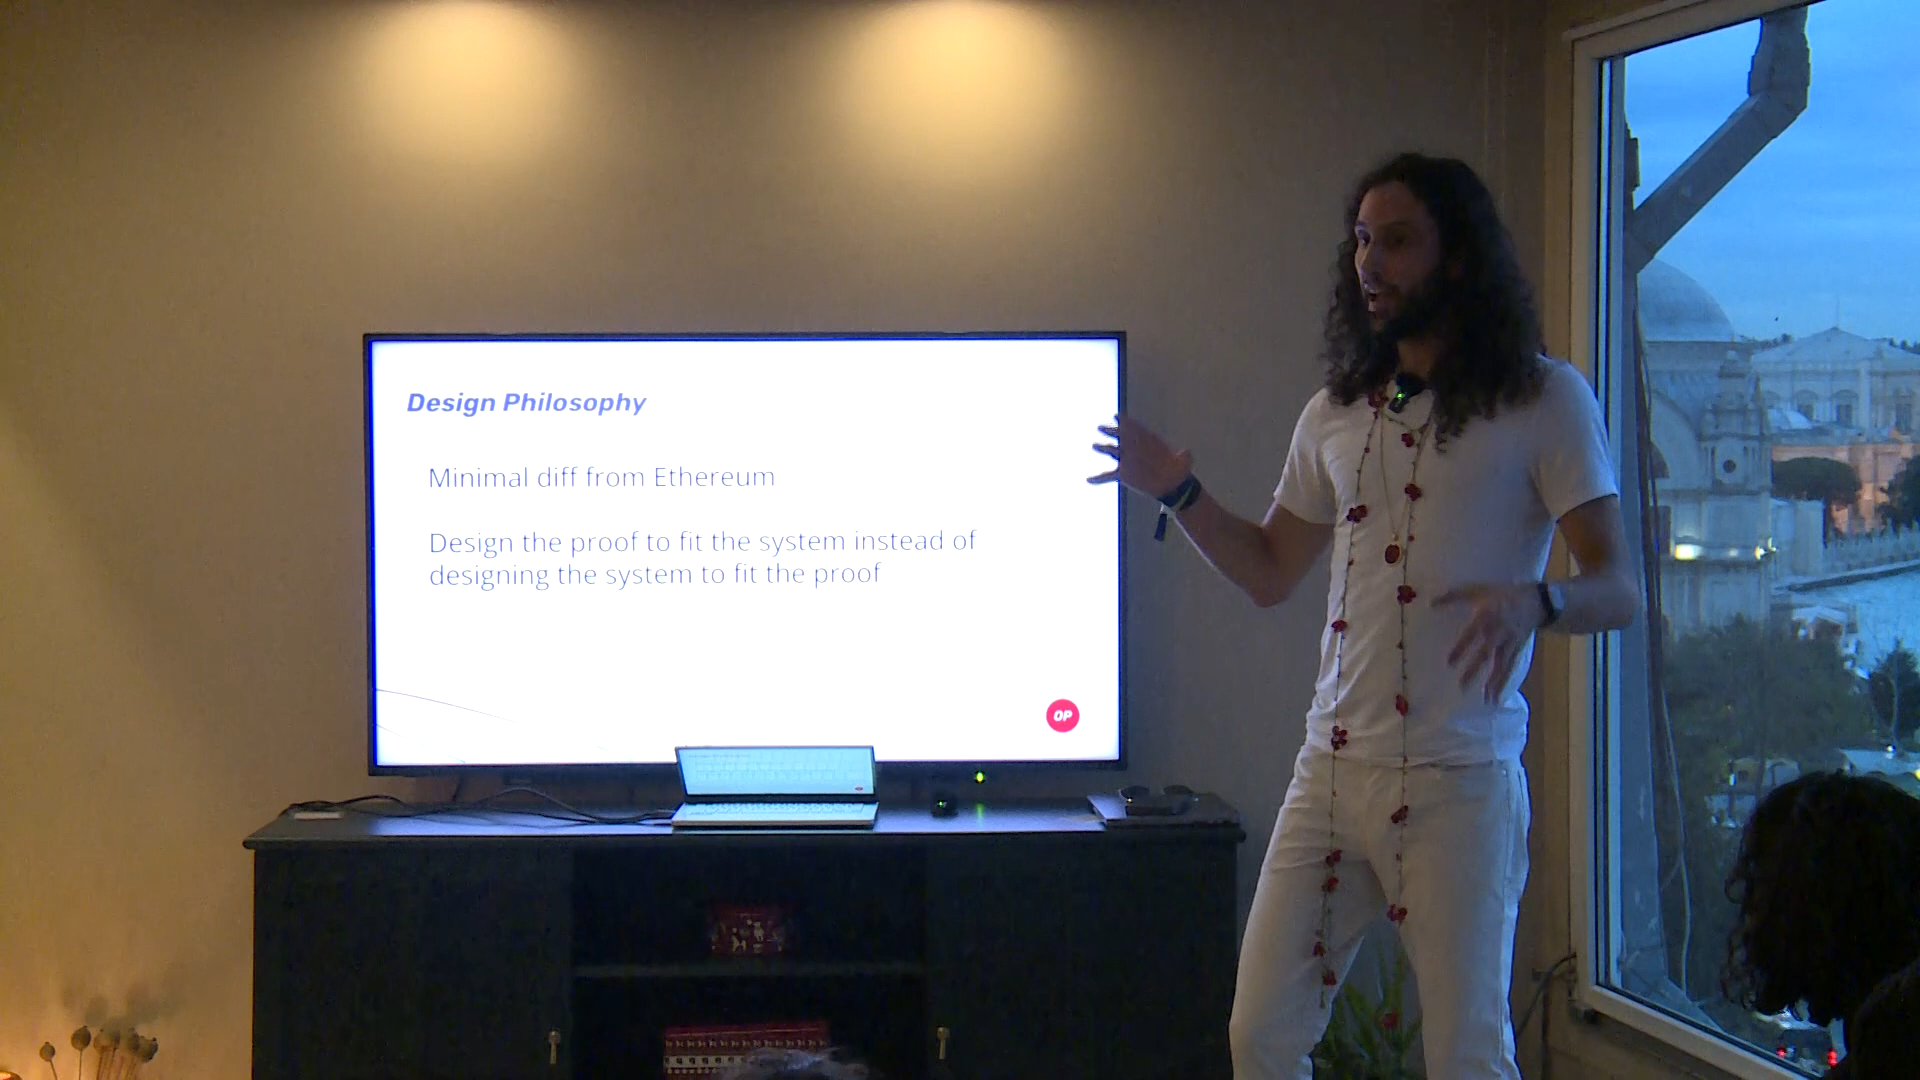 Design Philosophy
Minimal diff from Ethereum
Design the proof to fit the system instead of
designing the system to fit the proof
OP